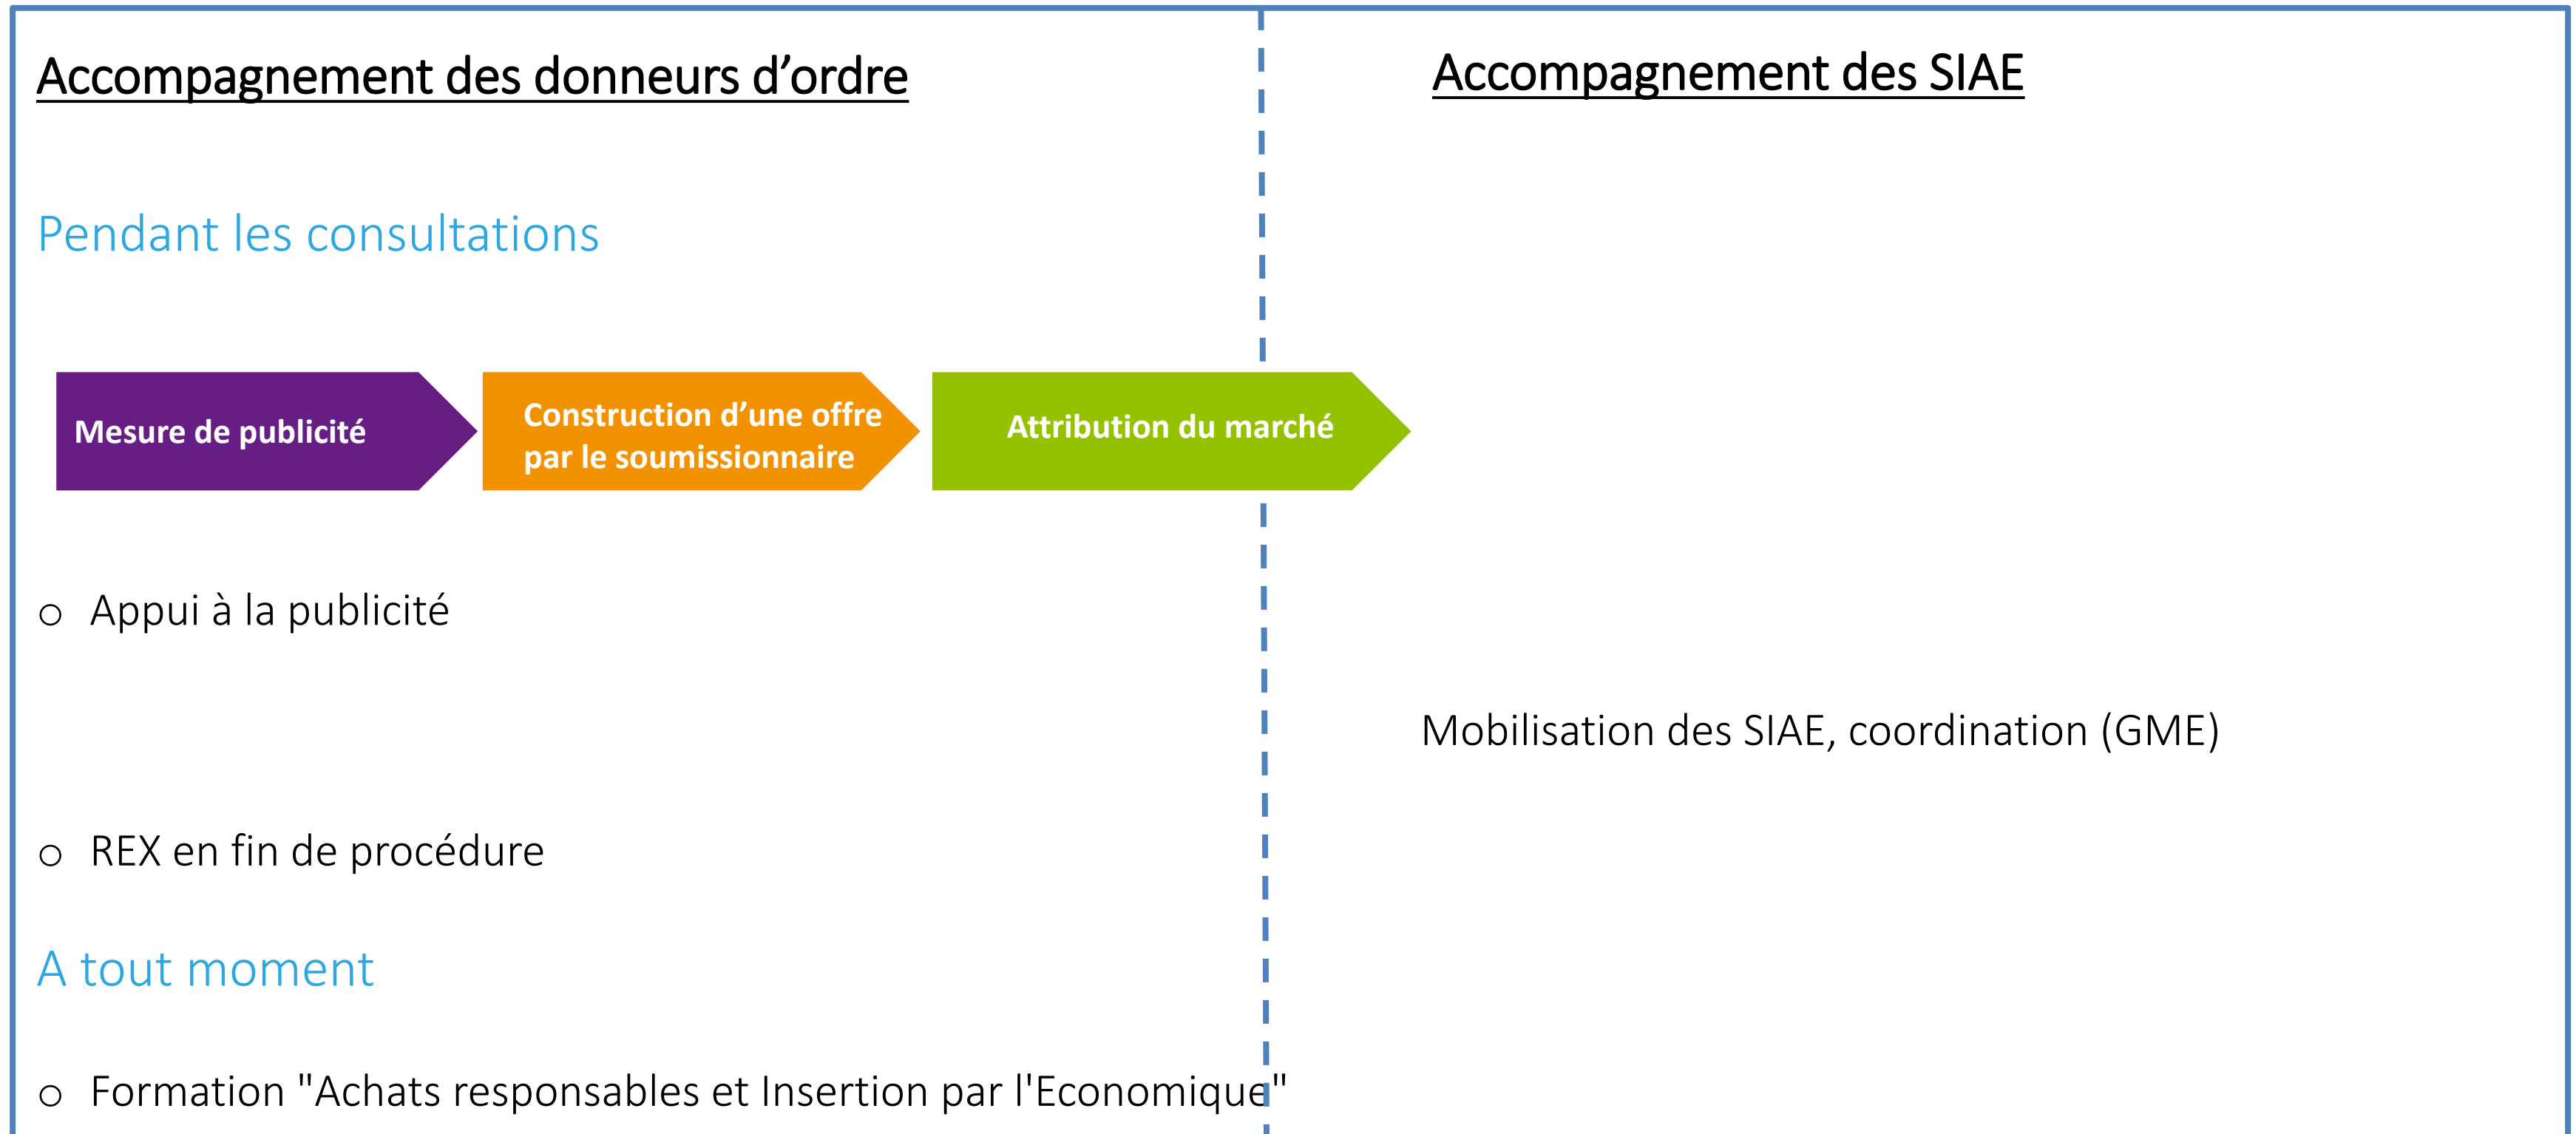 Accompagnement des donneurs d’ordre
Accompagnement des SIAE
Pendant les consultations
Mesure de publicité
Construction d’une offre
par le soumissionnaire
Attribution du marché
o Appui à la publicité
Mobilisation des SIAE, coordination (GME)
o REX en fin de procédure
A tout moment
o Formation "Achats responsables et Insertion par l'Economique"